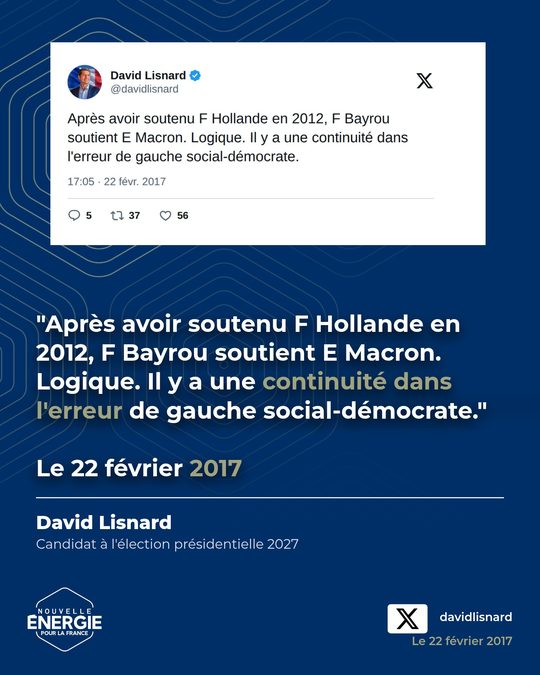 David Lisnard
@davidlisnard
X
Après avoir soutenu F Hollande en 2012, F Bayrou
soutient E Macron. Logique. Il y a une continuité dans
l'erreur de gauche social-démocrate.
17:05 · 22 févr. 2017
5 37 56
"Après avoir soutenu F Hollande en
2012, F Bayrou soutient E Macron.
Logique. Il y a une continuité dans
l'erreur de gauche social-démocrate."
Le 22 février 2017
David Lisnard
Candidat à l'élection présidentielle 2027
NOUVELLE
ÉNERGIE
POUR LA FRANCE
X davidlisnard
Le 22 février 2017